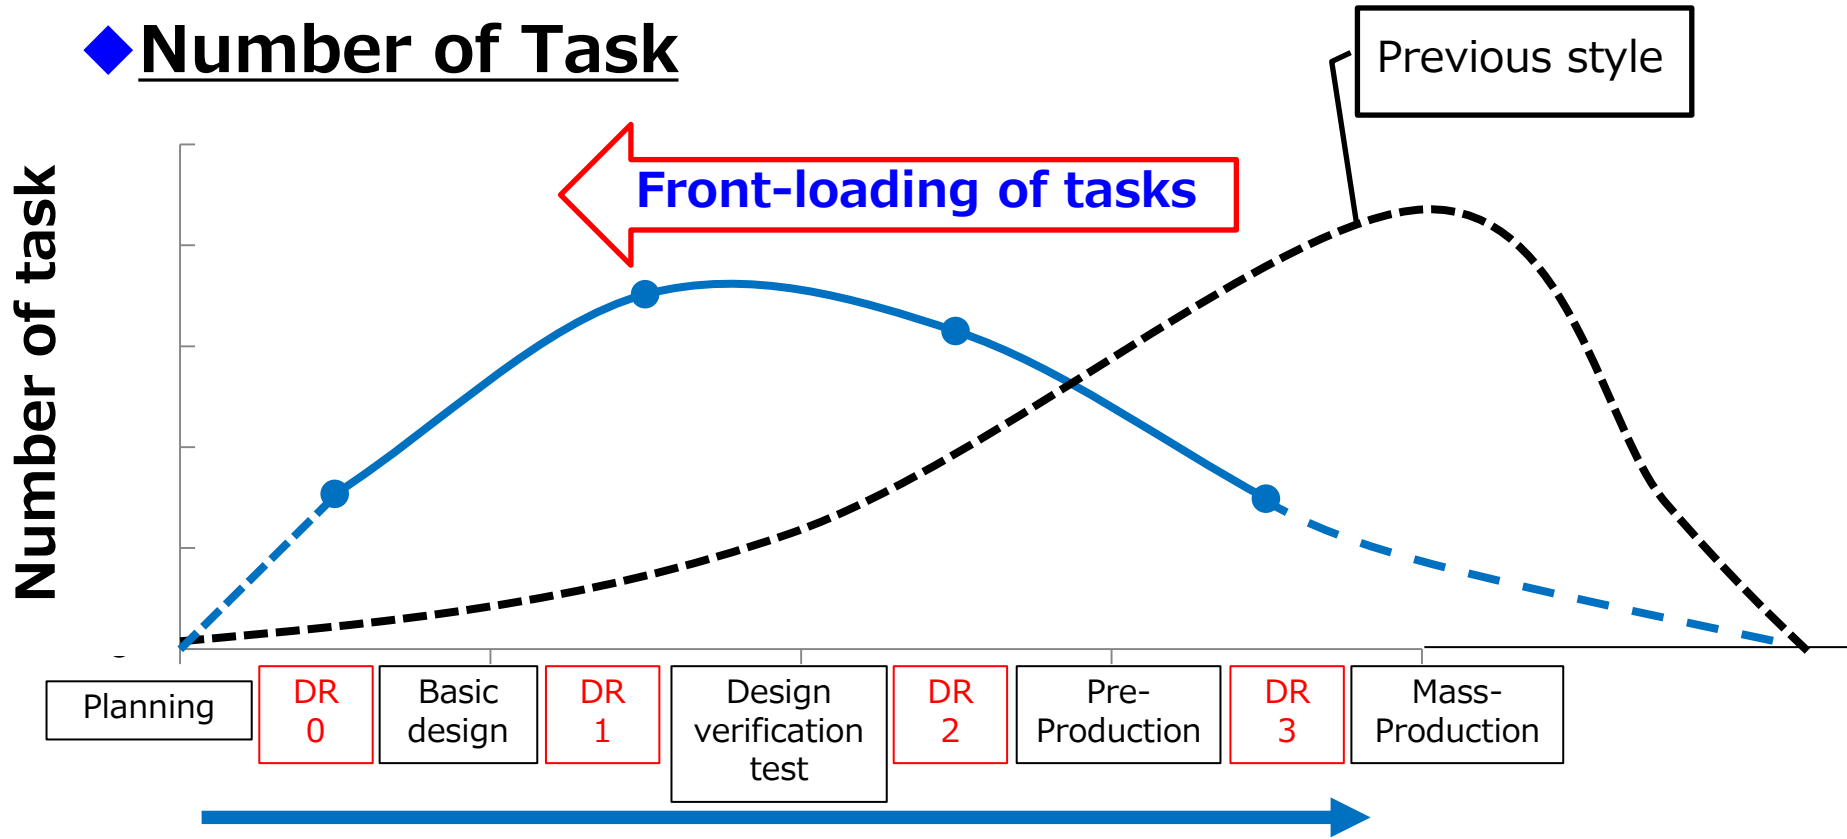 Number of Task
Previous style
Front-loading of tasks
Number of task
Planning
DR
0
Basic
design
DR
1
Design
verification
test
DR
2
Pre-
Production
DR
3
Mass-
Production